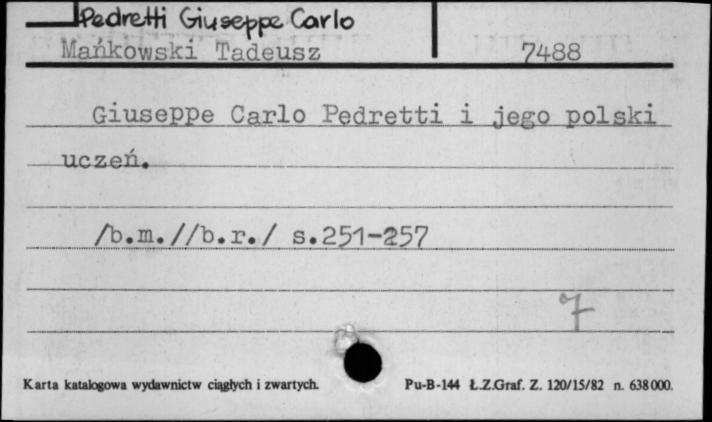 Pedretti Giuseppe Carlo
Mańkowski Tadeusz 7488
Giuseppe Carlo Pedretti i jego polski
uczeń.
/b.m.//b.r./ s.251-257
7
Karta katalogowa wydawnictw ciągłych i zwartych. Pu-B-144 Ł.Z.Graf. Z. 120/15/82 n. 638000.